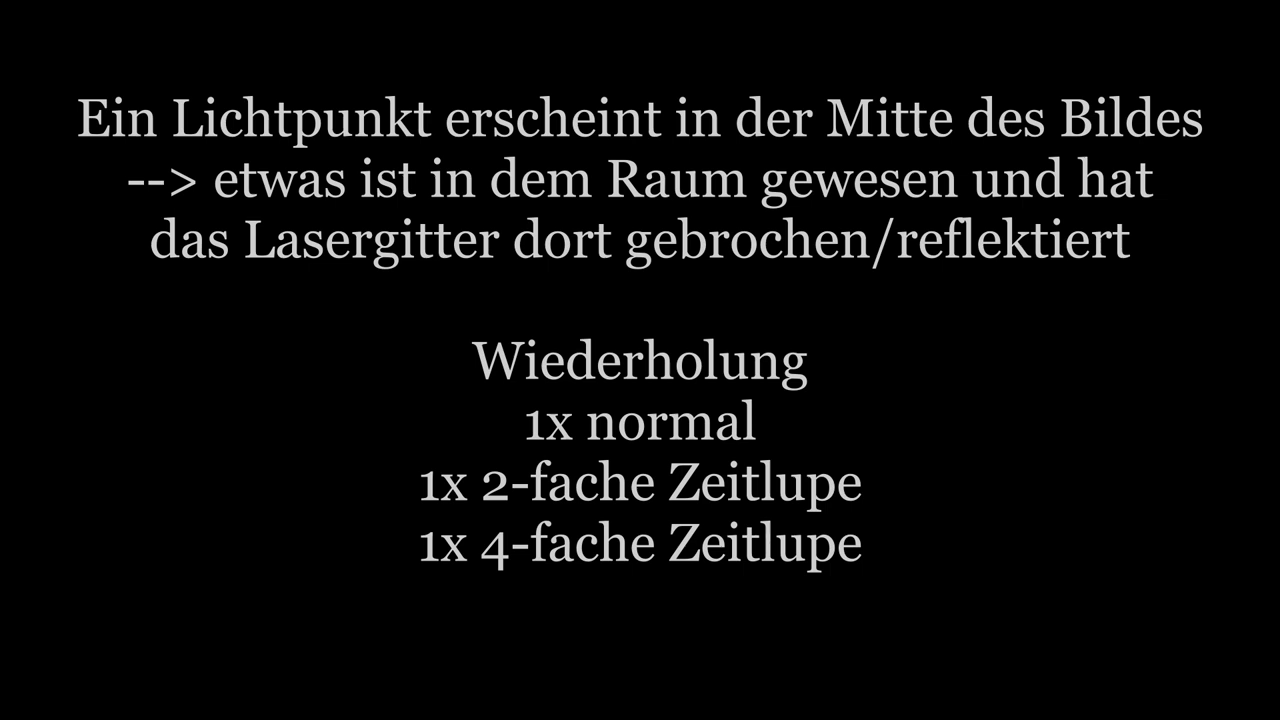 Ein Lichtpunkt erscheint in der Mitte des Bildes
--> etwas ist in dem Raum gewesen und hat
das Lasergitter dort gebrochen/reflektiert
Wiederholung
1x normal
1x 2-fache Zeitlupe
1x 4-fache Zeitlupe